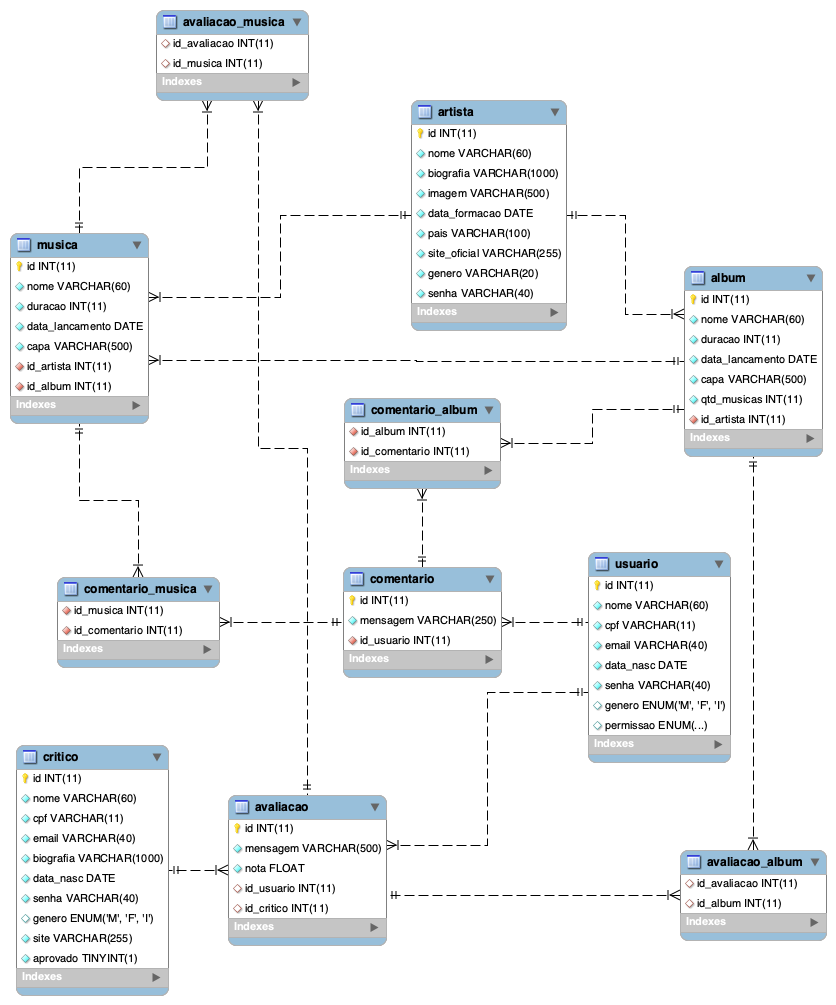 avaliacao_musica
id_avaliacao INT(11)
id_musica INT(11)
Indexes
artista
id INT(11)
nome VARCHAR(60)
biografia VARCHAR(1000)
imagem VARCHAR(500)
data_formacao DATE
pais VARCHAR(100)
site_oficial VARCHAR(255)
genero VARCHAR(20)
senha VARCHAR(40)
Indexes
musica
id INT(11)
nome VARCHAR(60)
duracao INT(11)
data_lancamento DATE
capa VARCHAR(500)
id_artista INT(11)
id_album INT(11)
Indexes
album
id INT(11)
nome VARCHAR(60)
duracao INT(11)
data_lancamento DATE
capa VARCHAR(500)
qtd_musicas INT(11)
id_artista INT(11)
Indexes
comentario_album
id_album INT(11)
id_comentario INT(11)
Indexes
comentario_musica
id_musica INT(11)
id_comentario INT(11)
Indexes
comentario
id INT(11)
mensagem VARCHAR(250)
id_usuario INT(11)
Indexes
usuario
id INT(11)
nome VARCHAR(60)
cpf VARCHAR(11)
email VARCHAR(40)
data_nasc DATE
senha VARCHAR(40)
genero ENUM('M', 'F', 'I')
permissao ENUM(...)
Indexes
critico
id INT(11)
nome VARCHAR(60)
cpf VARCHAR(11)
email VARCHAR(40)
biografia VARCHAR(1000)
data_nasc DATE
senha VARCHAR(40)
genero ENUM('M', 'F', 'I')
site VARCHAR(255)
aprovado TINYINT(1)
Indexes
avaliacao
id INT(11)
mensagem VARCHAR(500)
nota FLOAT
id_usuario INT(11)
id_critico INT(11)
Indexes
avaliacao_album
id_avaliacao INT(11)
id_album INT(11)
Indexes